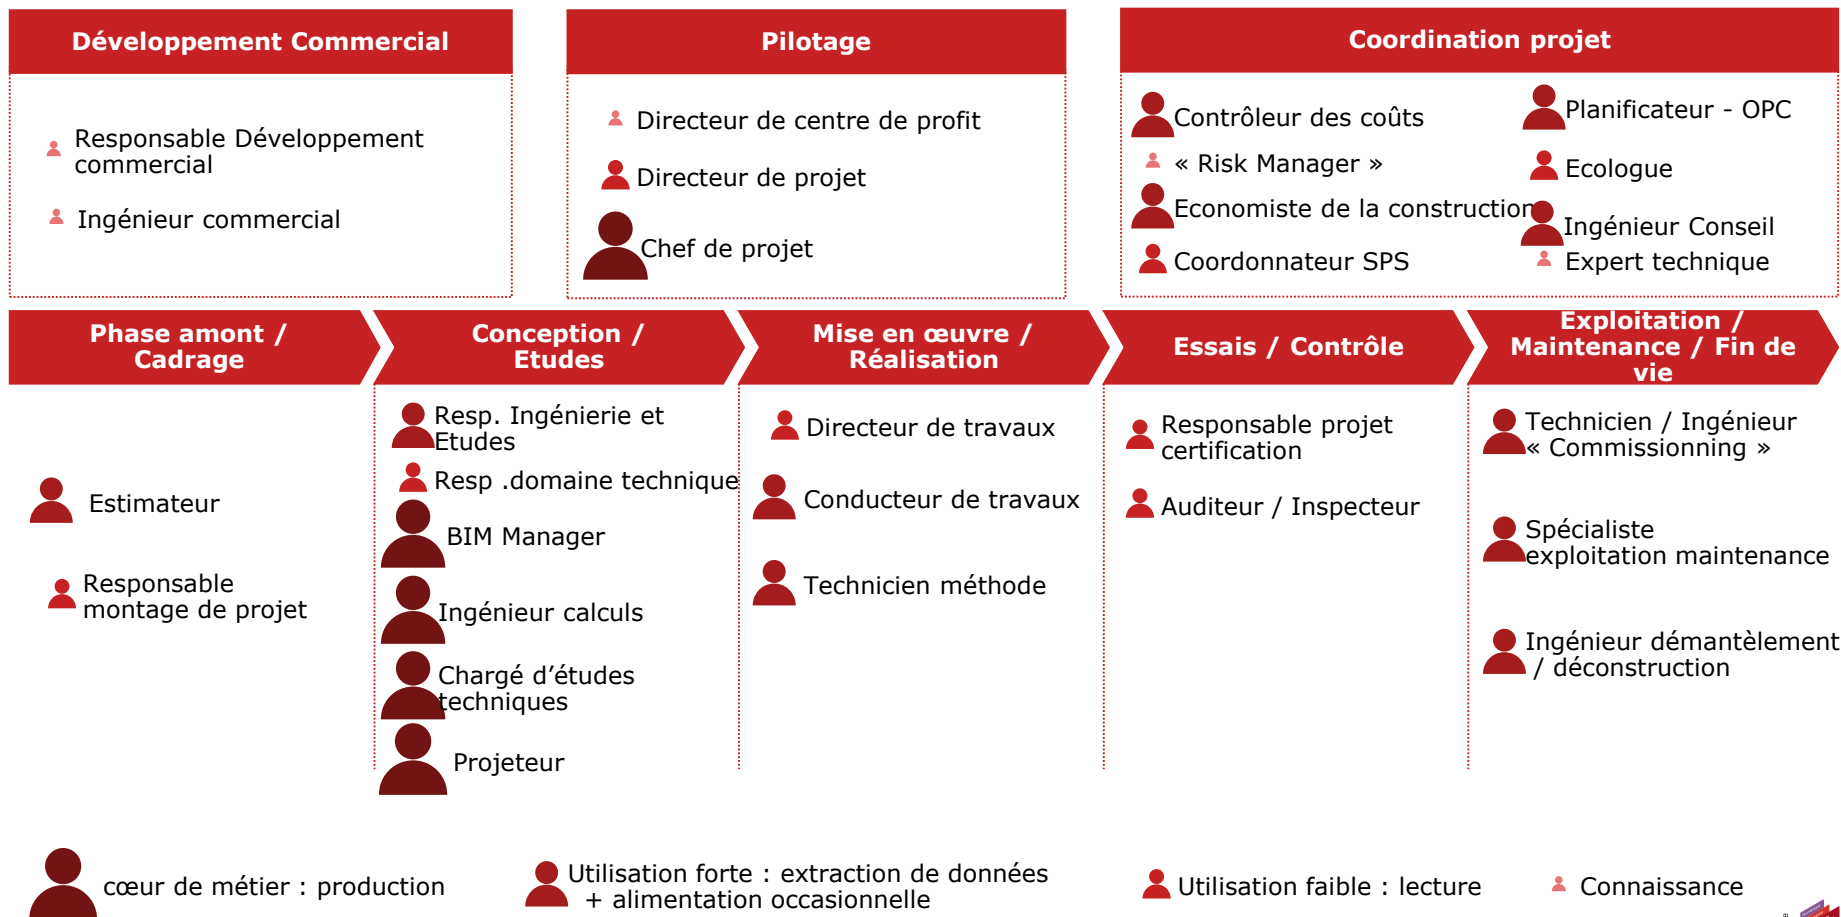 Développement Commercial
Responsable Développement
commercial
Ingénieur commercial
Pilotage
Directeur de centre de profit
Directeur de projet
Chef de projet
Coordination projet
Contrôleur des coûts
« Risk Manager »
Economiste de la construction
Coordonnateur SPS
Planificateur - OPC
Ecologue
Ingénieur Conseil
Expert technique
Phase amont /
Cadrage
Estimateur
Responsable
montage de projet
Conception /
Etudes
Resp. Ingénierie et
Etudes
Resp .domaine technique
BIM Manager
Ingénieur calculs
Chargé d’études
techniques
Projeteur
Mise en œuvre /
Réalisation
Directeur de travaux
Conducteur de travaux
Technicien méthode
Essais / Contrôle
Responsable projet
certification
Auditeur / Inspecteur
Exploitation /
Maintenance / Fin de
vie
Technicien / Ingénieur
« Commissionning »
Spécialiste
exploitation maintenance
Ingénieur démantèlement
/ déconstruction
cœur de métier : production
Utilisation forte : extraction de données
+ alimentation occasionnelle
Utilisation faible : lecture
Connaissance